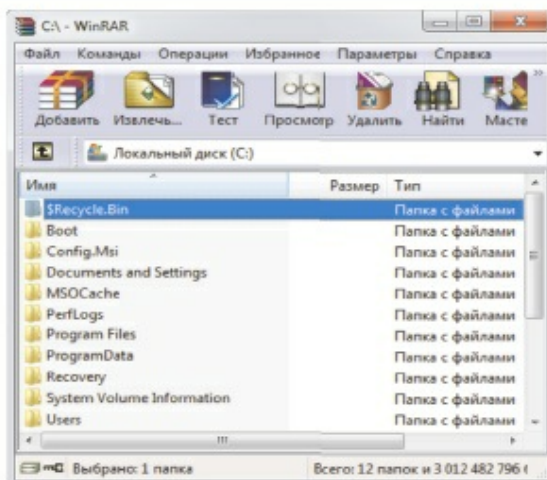 C:\ - WinRAR
Файл Команды Операции Избранное Параметры Справка
Добавить Извлечь... Тест Просмотр Удалить Найти Масте
Локальный диск (C:)
Имя Размер Тип
$Recycle.Bin Папка с файлами
Boot Папка с файлами
Config.Msi Папка с файлами
Documents and Settings Папка с файлами
MSOCache Папка с файлами
PerfLogs Папка с файлами
Program Files Папка с файлами
ProgramData Папка с файлами
Recovery Папка с файлами
System Volume Information Папка с файлами
Users Папка с файлами
Выбрано: 1 папка Всего: 12 папок и 3 012 482 796